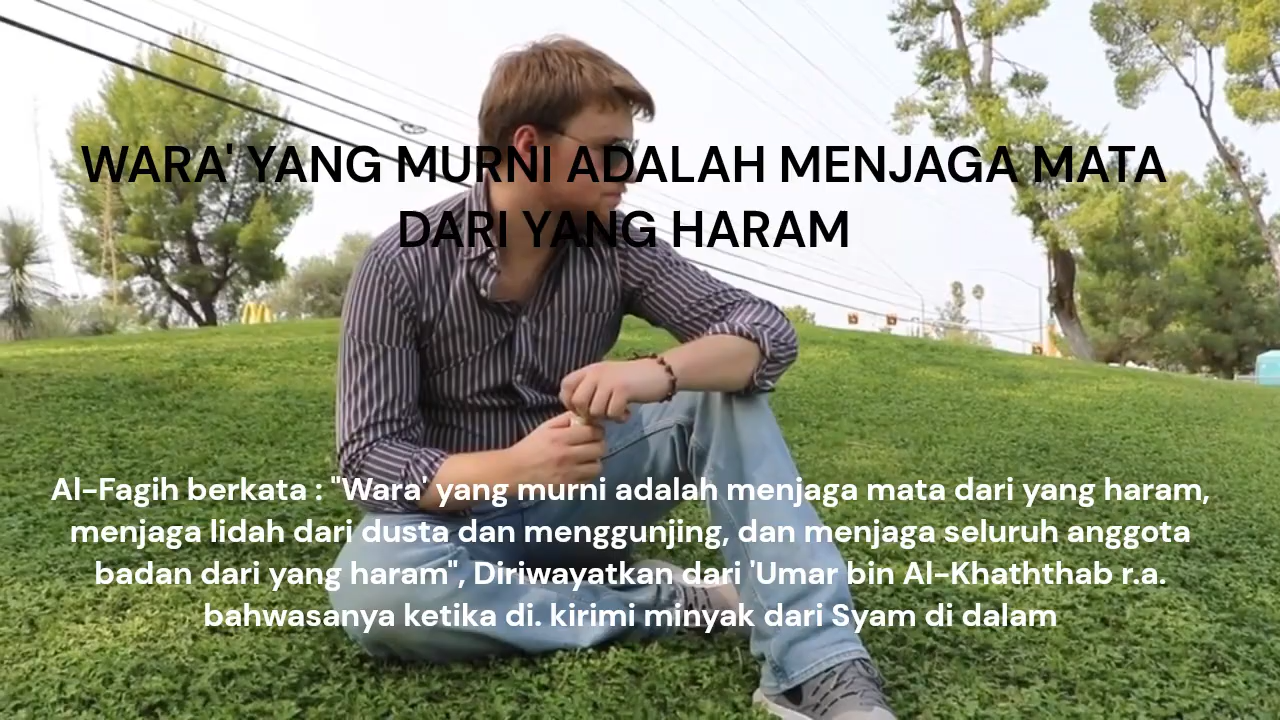 WARA' YANG MURNI ADALAH MENJAGA MATA
DARI YANG HARAM
Al-Fagih berkata : "Wara' yang murni adalah menjaga mata dari yang haram,
menjaga lidah dari dusta dan menggunjing, dan menjaga seluruh anggota
badan dari yang haram", Diriwayatkan dari 'Umar bin Al-Khaththab r.a.
bahwasanya ketika di. kirimi minyak dari Syam di dalam